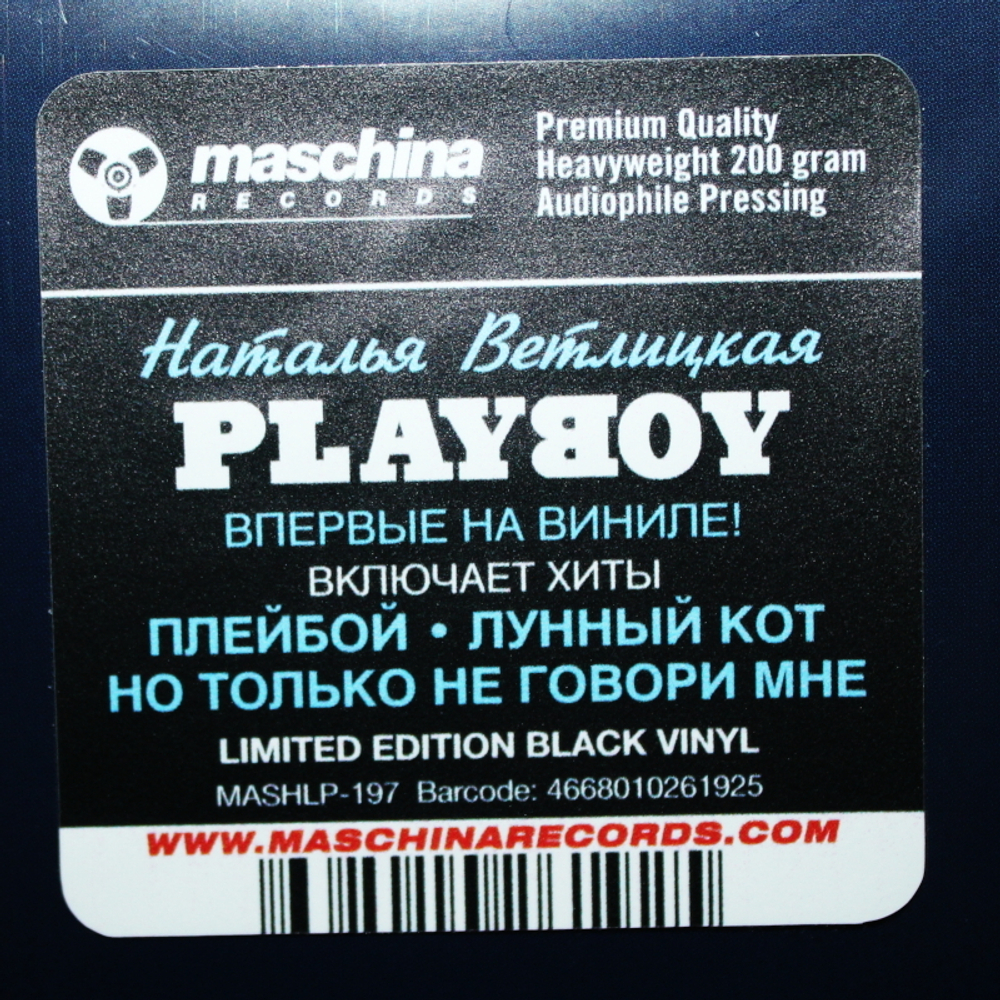 maschina
RECORDS
Premium Quality
Heavyweight 200 gram
Audiophile Pressing
Наталья Ветлицкая
PLAYBOY
ВПЕРВЫЕ НА ВИНИЛЕ!
ВКЛЮЧАЕТ ХИТЫ
ПЛЕЙБОЙ • ЛУННЫЙ КОТ
НО ТОЛЬКО НЕ ГОВОРИ МНЕ
LIMITED EDITION BLACK VINYL
MASHLP-197 Barcode: 4668010261925
WWW.MASCHINARECORDS.COM